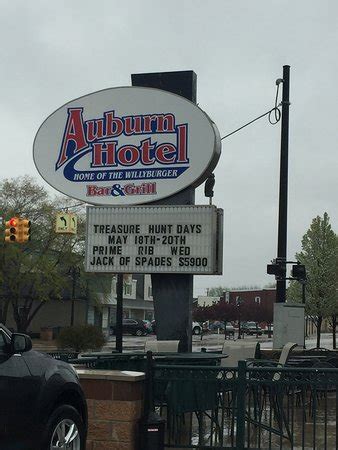 Auburn
Hotel
HOME OF THE WILLYBURGER
Bar & Grill
TREASURE HUNT DAYS
MAY 18TH-20TH
PRIME RIB WED
JACK OF SPADES $5900